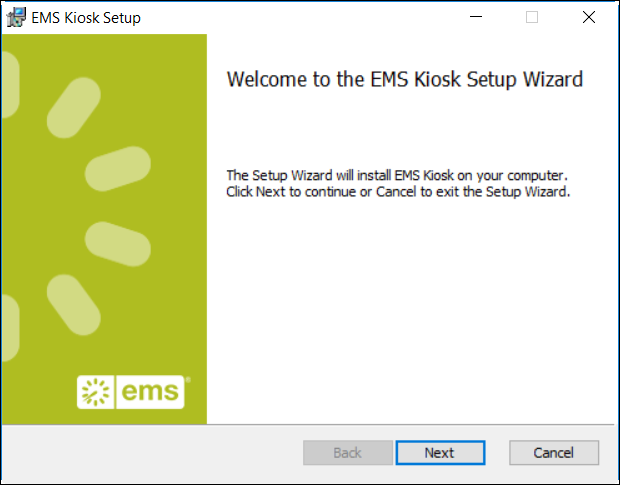 EMS Kiosk Setup
Welcome to the EMS Kiosk Setup Wizard
The Setup Wizard will install EMS Kiosk on your computer.
Click Next to continue or Cancel to exit the Setup Wizard.
ems®
Back
Next
Cancel